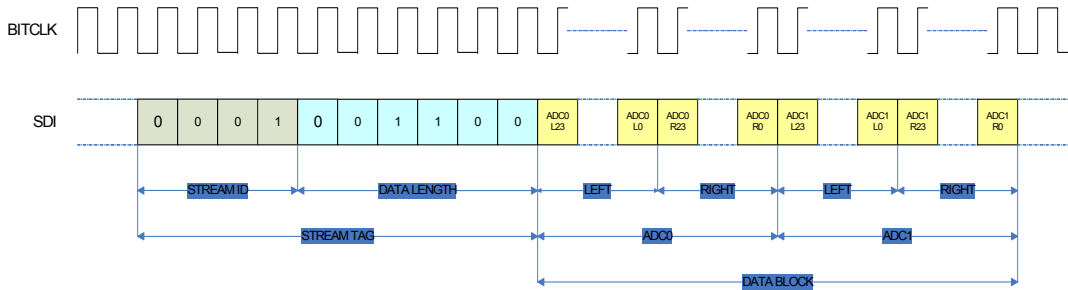 BITCLK
SDI
0 0 0 1 0 0 1 1 0 0
ADC0 L23
ADC0 L0
ADC0 R23
ADC0 R0
ADC1 L23
ADC1 L0
ADC1 R23
ADC1 R0
STREAM ID DATA LENGTH LEFT RIGHT LEFT RIGHT
STREAM TAG ADC0 ADC1
DATA BLOCK